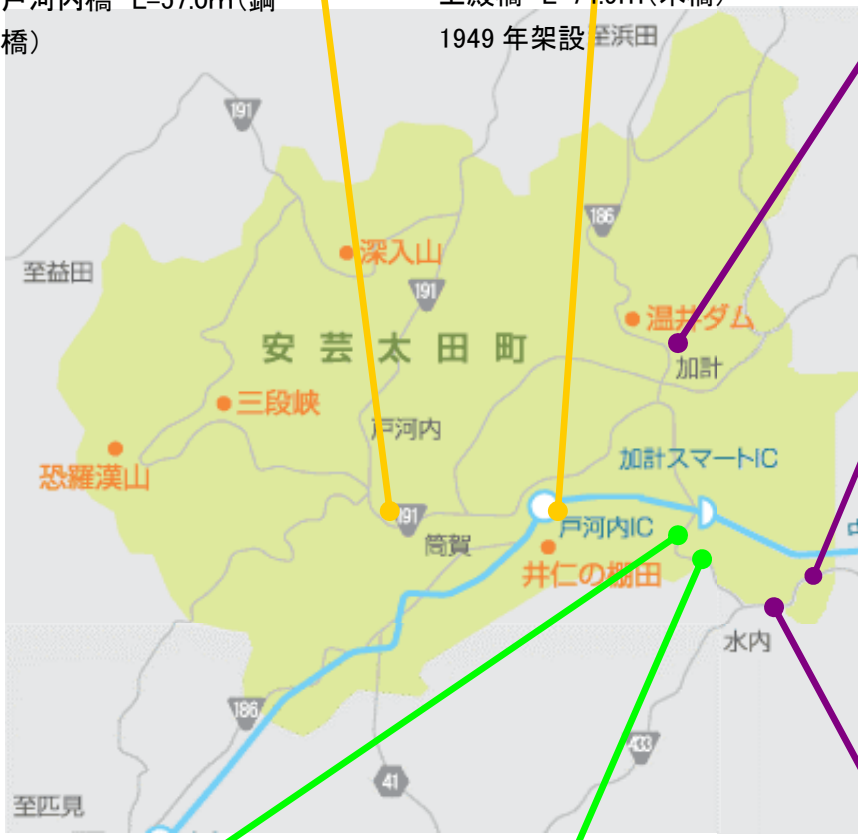 1949 年架設
橋）
至浜田
191
186
深入山
至益田
191
温井ダム
安芸太田町
加計
三段峡
戸河内
加計スマートIC
恐羅漢山
191
戸河内IC
筒賀
井仁の棚田
水内
186
433
41
至匹見